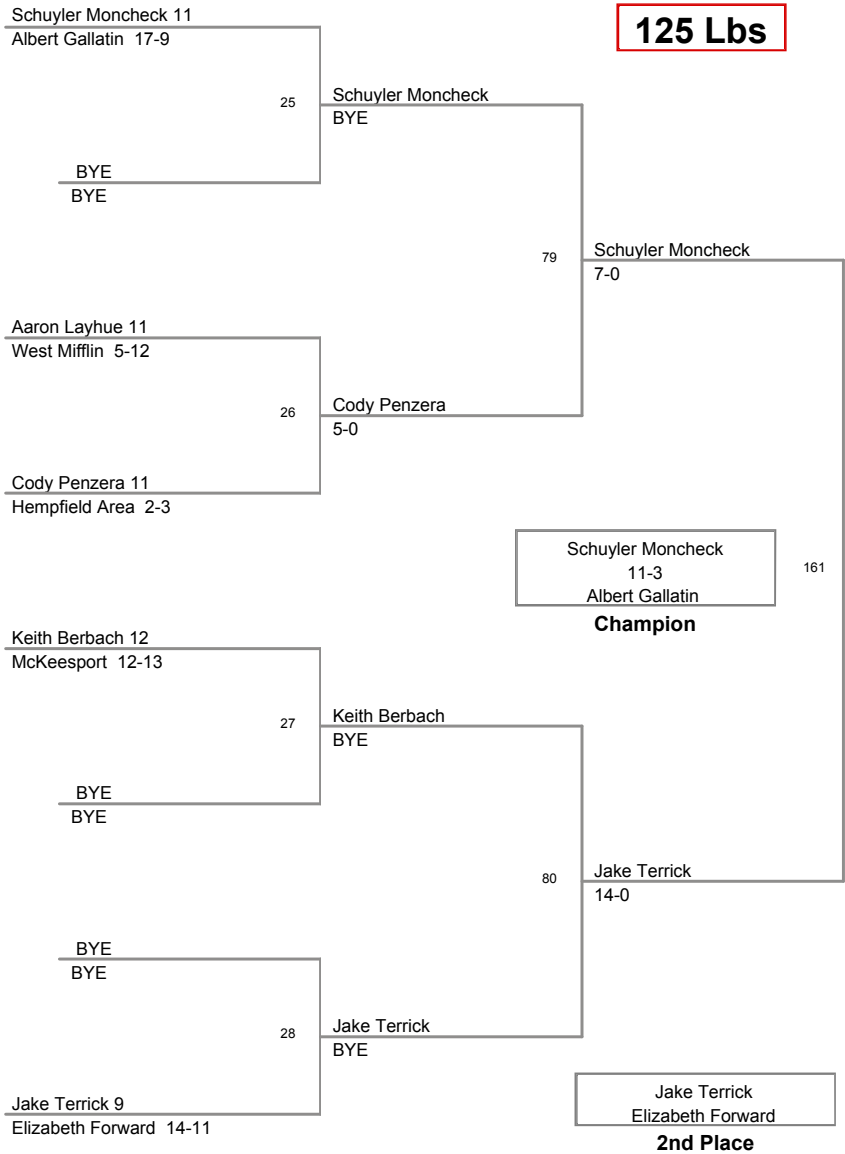 Schuyler Moncheck 11
Albert Gallatin 17-9
125 Lbs
25
Schuyler Moncheck
BYE
BYE
BYE
79
Schuyler Moncheck
7-0
Aaron Layhue 11
West Mifflin 5-12
26
Cody Penzera
5-0
Cody Penzera 11
Hempfield Area 2-3
Schuyler Moncheck
11-3
Albert Gallatin
Champion
161
Keith Berbach 12
McKeesport 12-13
27
Keith Berbach
BYE
BYE
BYE
80
Jake Terrick
14-0
BYE
BYE
28
Jake Terrick
BYE
Jake Terrick 9
Elizabeth Forward 14-11
Jake Terrick
Elizabeth Forward
2nd Place